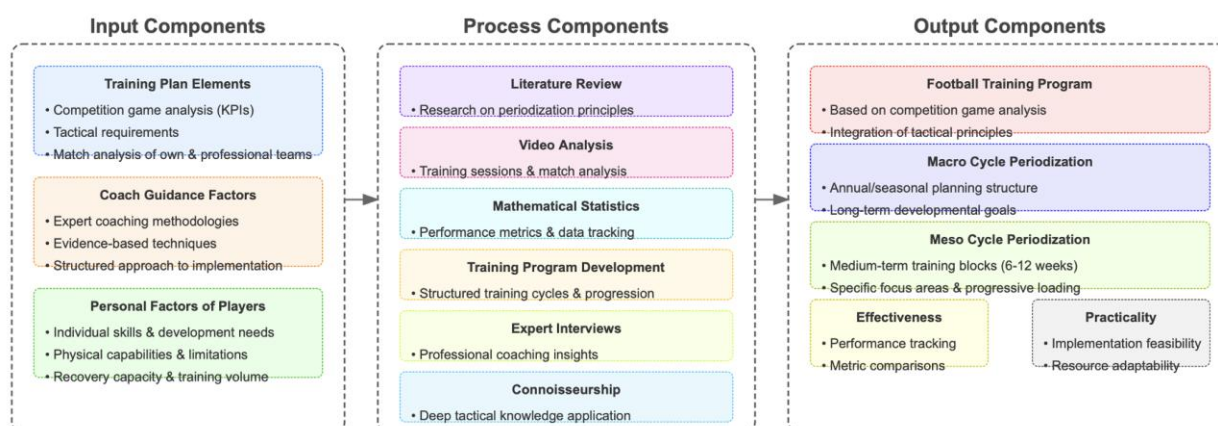 Input Components
Training Plan Elements
• Competition game analysis (KPIs)
• Tactical requirements
• Match analysis of own & professional teams
Coach Guidance Factors
• Expert coaching methodologies
• Evidence-based techniques
• Structured approach to implementation
Personal Factors of Players
• Individual skills & development needs
• Physical capabilities & limitations
• Recovery capacity & training volume
Process Components
Literature Review
• Research on periodization principles
Video Analysis
• Training sessions & match analysis
Mathematical Statistics
• Performance metrics & data tracking
Training Program Development
• Structured training cycles & progression
Expert Interviews
• Professional coaching insights
Connoisseurship
• Deep tactical knowledge application
Output Components
Football Training Program
• Based on competition game analysis
• Integration of tactical principles
Macro Cycle Periodization
• Annual/seasonal planning structure
• Long-term developmental goals
Meso Cycle Periodization
• Medium-term training blocks (6-12 weeks)
• Specific focus areas & progressive loading
Effectiveness
• Performance tracking
• Metric comparisons
Practicality
• Implementation feasibility
• Resource adaptability